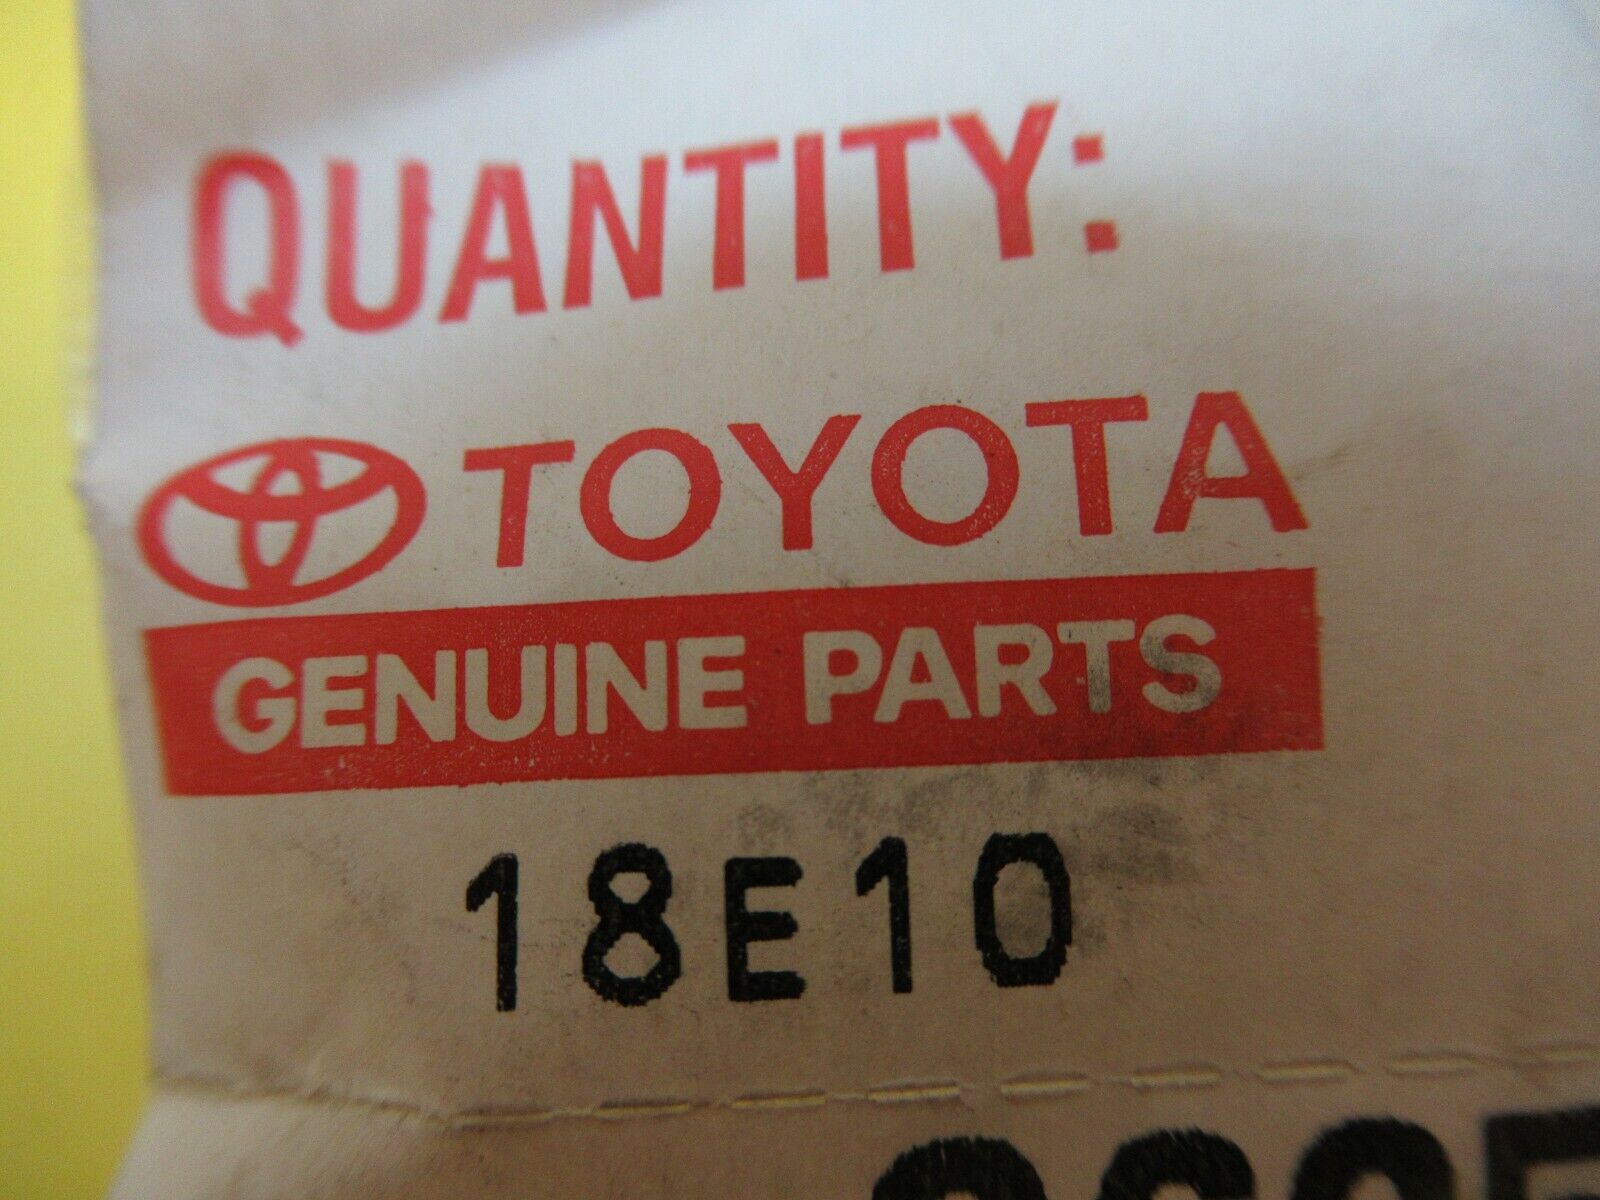 QUANTITY:
TOYOTA
GENUINE PARTS
18E10